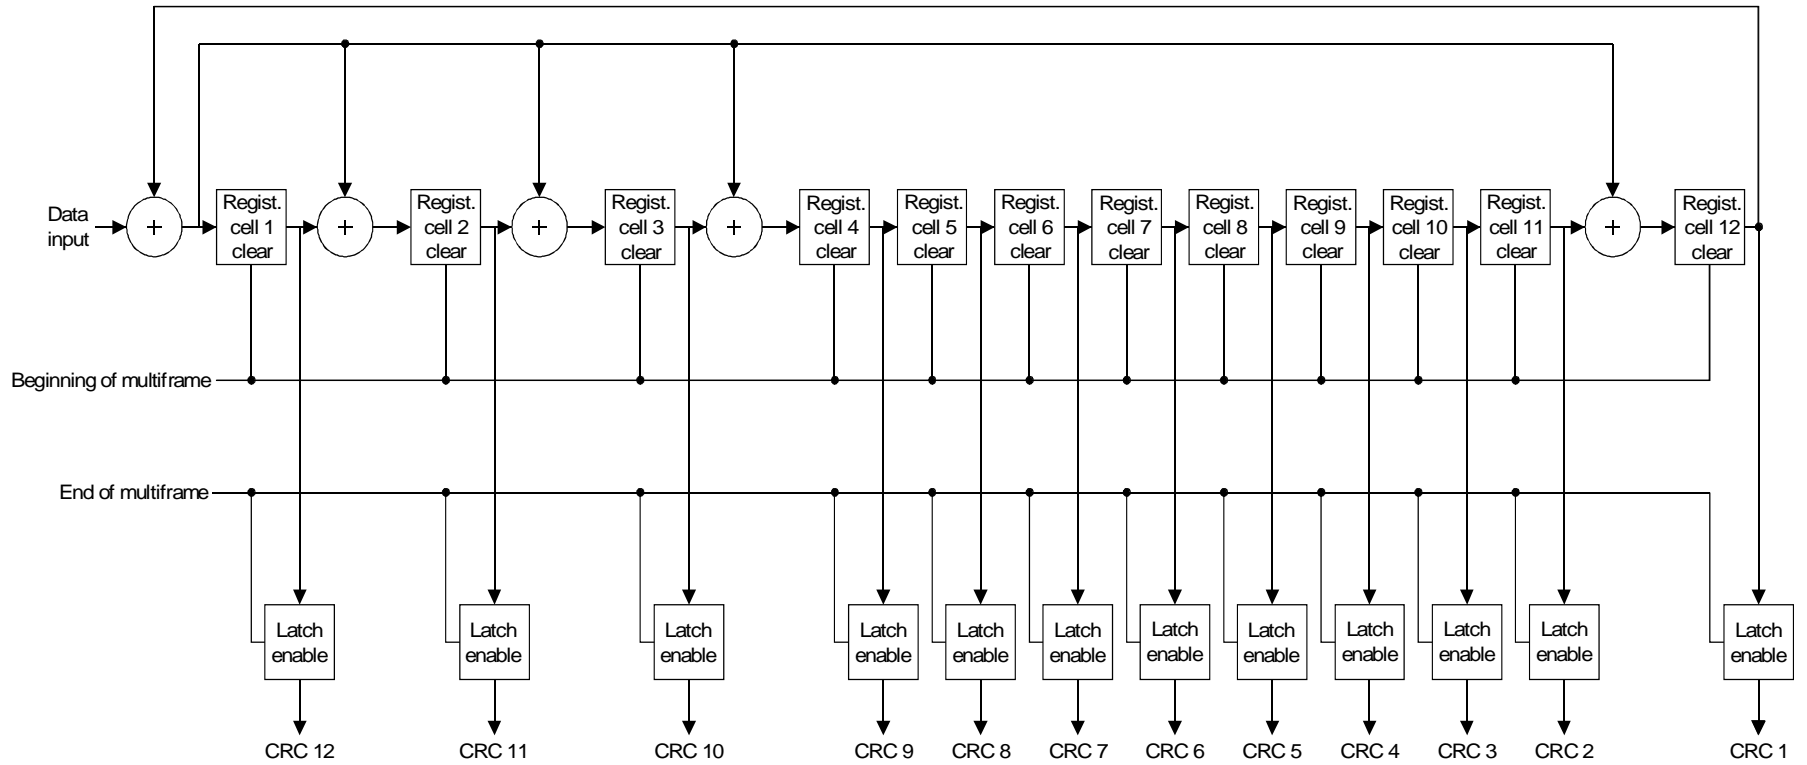 Data
input
+
Regist.
cell 1
clear
+
Regist.
cell 2
clear
+
Regist.
cell 3
clear
+
Regist.
cell 4
clear
Regist.
cell 5
clear
Regist.
cell 6
clear
Regist.
cell 7
clear
Regist.
cell 8
clear
Regist.
cell 9
clear
Regist.
cell 10
clear
Regist.
cell 11
clear
+
Regist.
cell 12
clear
Beginning of multiframe
End of multiframe
Latch
enable
Latch
enable
Latch
enable
Latch
enable
Latch
enable
Latch
enable
Latch
enable
Latch
enable
Latch
enable
Latch
enable
Latch
enable
Latch
enable
CRC 12
CRC 11
CRC 10
CRC 9
CRC 8
CRC 7
CRC 6
CRC 5
CRC 4
CRC 3
CRC 2
CRC 1